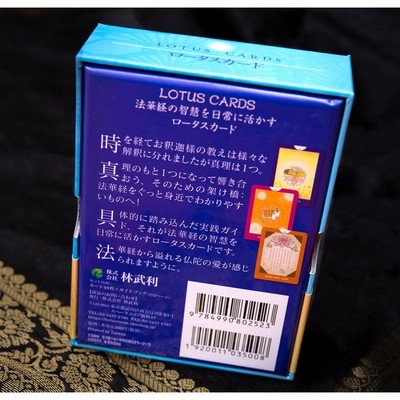 LOTUS CARDS
ロータスカード
LOTUS CARDS
法華経の智慧を日常に活かす
ロータスカード
時を経てお釈迦様の教えは様々な
解釈に分れましたが真理は1つ。
真理のもと1つになって響き合
おう、そのための架け橋:
法華経をぐっと身近でわかりやす
いものへ!
具体的に踏み込んだ実践ガイ
ド、それが法華経の智慧を
日常に活かすロータスカードです。
法華経から溢れる仏陀の愛が感じ
られますように。
株式会社 林武利
9784990802523
1920011035008